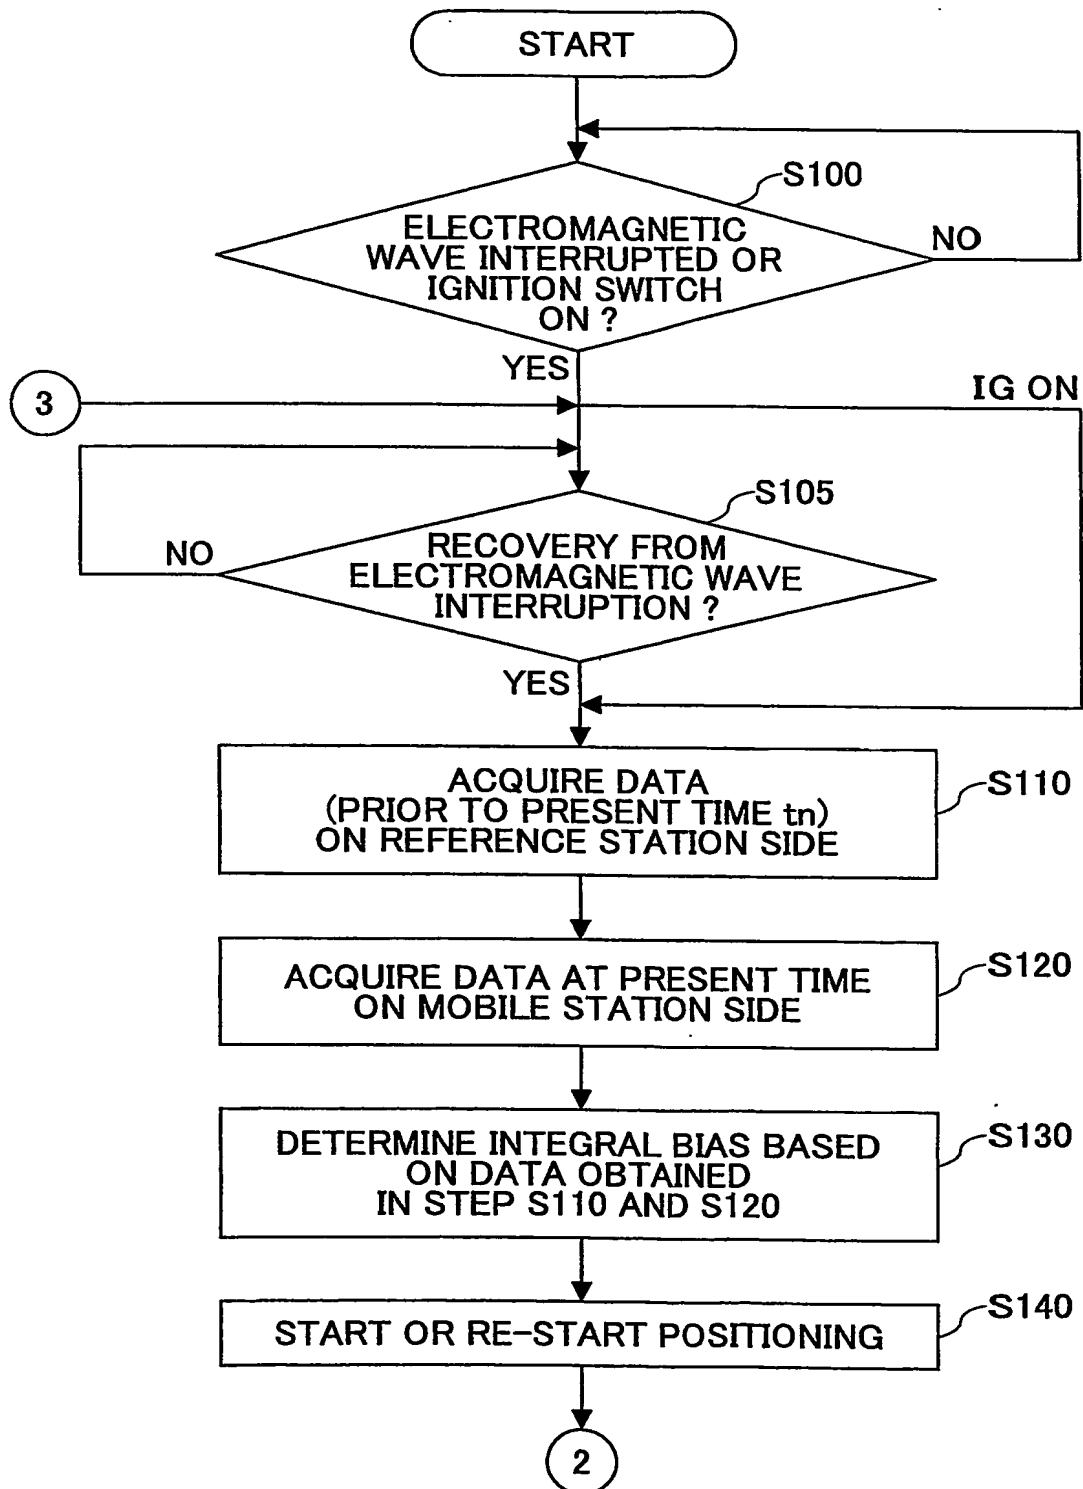 START
S100
ELECTROMAGNETIC
WAVE INTERRUPTED OR
IGNITION SWITCH
ON ?
NO
YES
3
IG ON
S105
NO
RECOVERY FROM
ELECTROMAGNETIC WAVE
INTERRUPTION ?
YES
S110
ACQUIRE DATA
(PRIOR TO PRESENT TIME tn)
ON REFERENCE STATION SIDE
S120
ACQUIRE DATA AT PRESENT TIME
ON MOBILE STATION SIDE
S130
DETERMINE INTEGRAL BIAS BASED
ON DATA OBTAINED
IN STEP S110 AND S120
S140
START OR RE-START POSITIONING
2